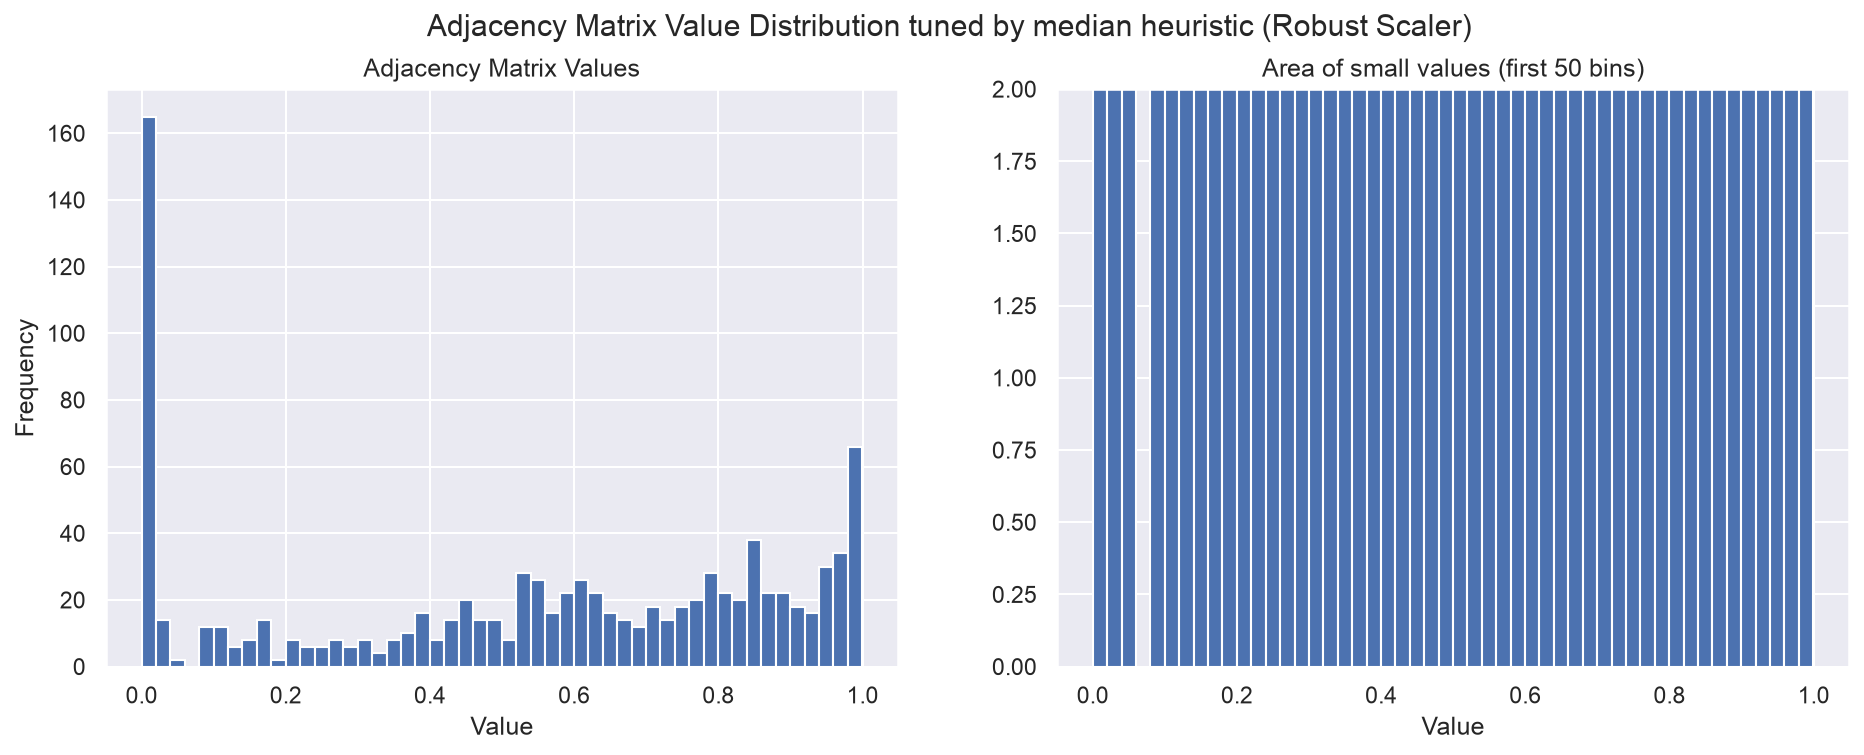 Adjacency Matrix Value Distribution tuned by median heuristic (Robust Scaler)
Adjacency Matrix Values
Frequency
160
140
120
100
80
60
40
20
0
0.0 0.2 0.4 0.6 0.8 1.0
Value
Area of small values (first 50 bins)
2.00
1.75
1.50
1.25
1.00
0.75
0.50
0.25
0.00
0.0 0.2 0.4 0.6 0.8 1.0
Value